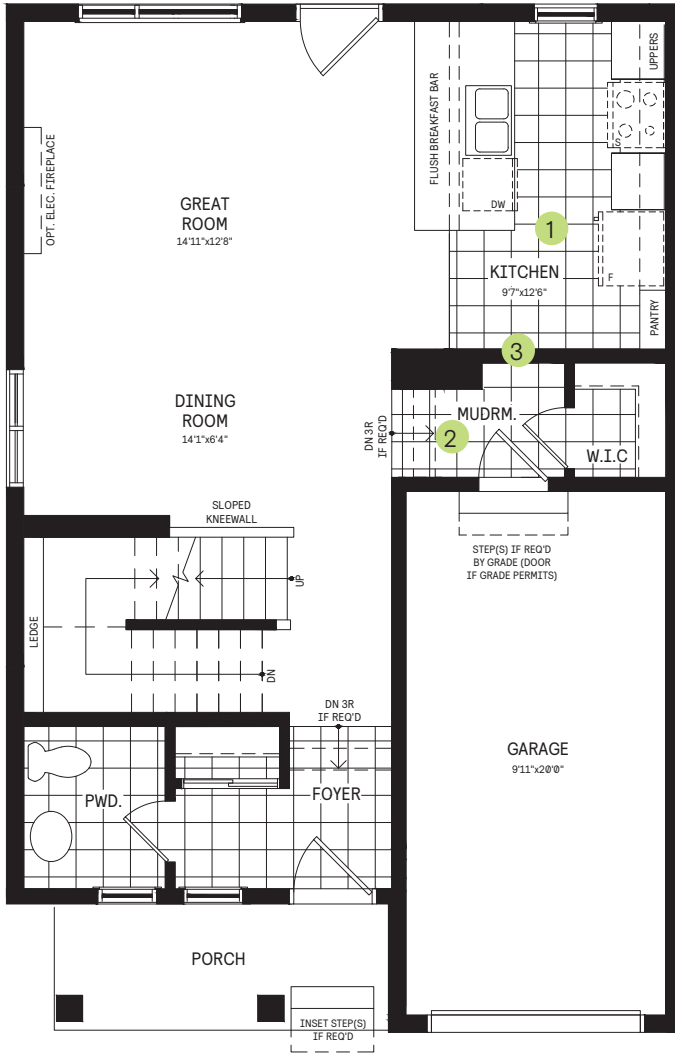 UPPERS
FLUSH BREAKFAST BAR
S
OPT. ELEC. FIREPLACE
DW
GREAT
ROOM
14'11"x12'8"
1
KITCHEN
9'7"x12'6"
F
PANTRY
3
DINING
ROOM
14'1"x6'4"
DN 3R
IF REQ'D
MUDRM.
2
W.I.C
SLOPED
KNEEWALL
STEP(S) IF REQ'D
BY GRADE (DOOR
IF GRADE PERMITS)
UP
LEDGE
DN
DN 3R
IF REQ'D
GARAGE
9'11"x20'0"
PWD.
FOYER
PORCH
INSET STEP(S)
IF REQ'D